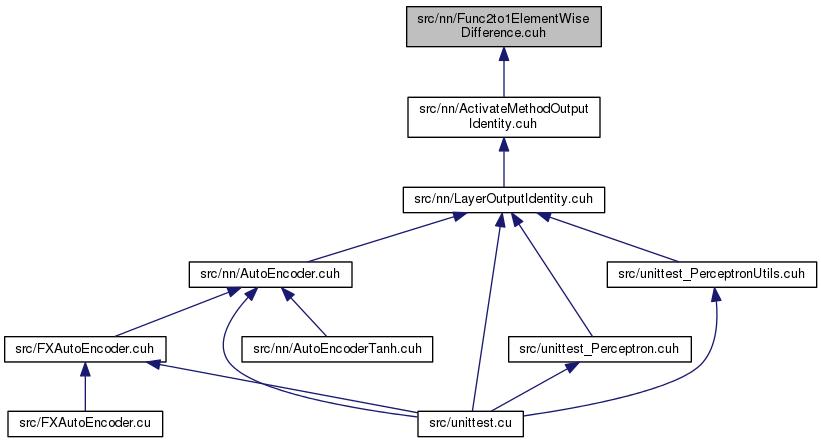 src/nn/Func2to1ElementWise
Difference.cuh
src/nn/ActivateMethodOutput
Identity.cuh
src/nn/LayerOutputIdentity.cuh
src/nn/AutoEncoder.cuh
src/unittest_PerceptronUtils.cuh
src/FXAutoEncoder.cuh
src/nn/AutoEncoderTanh.cuh
src/unittest_Perceptron.cuh
src/FXAutoEncoder.cu
src/unittest.cu